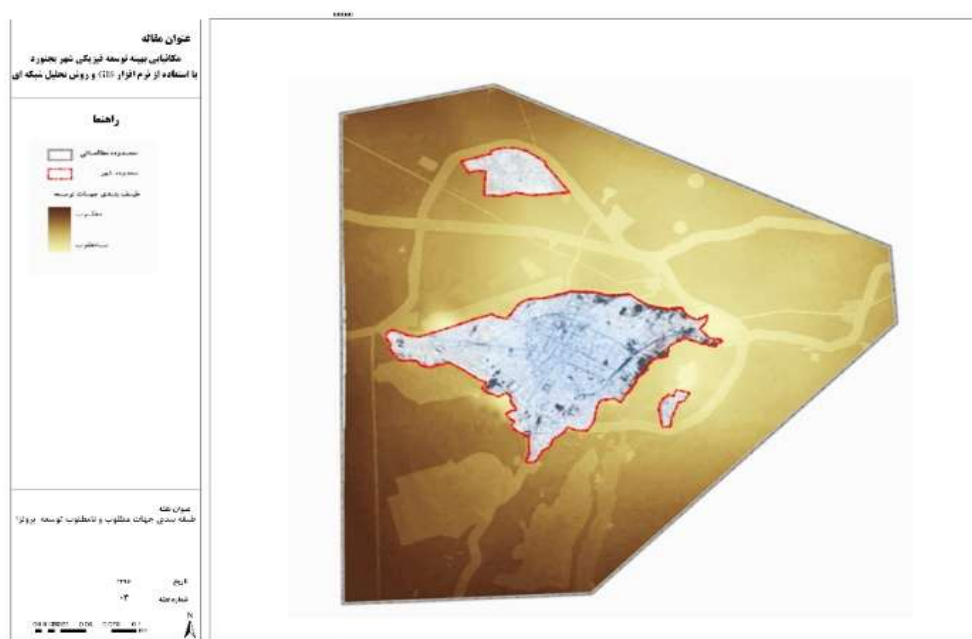 عنوان مقاله
مکانیابی بهینه توسعه فیزیکی شهر بجنورد
با استفاده از نرم افزار GIS و روش تحلیل شبکه ای
راهنما
محدوده مطالعاتی
محدوده شهر
طیف بندی جهات توسعه
مطلوب
نامطلوب
عنوان نقشه
طبقه بندی جهات مطلوب و نامطلوب توسعه
تاریخ
شماره نقشه ۰۳
N